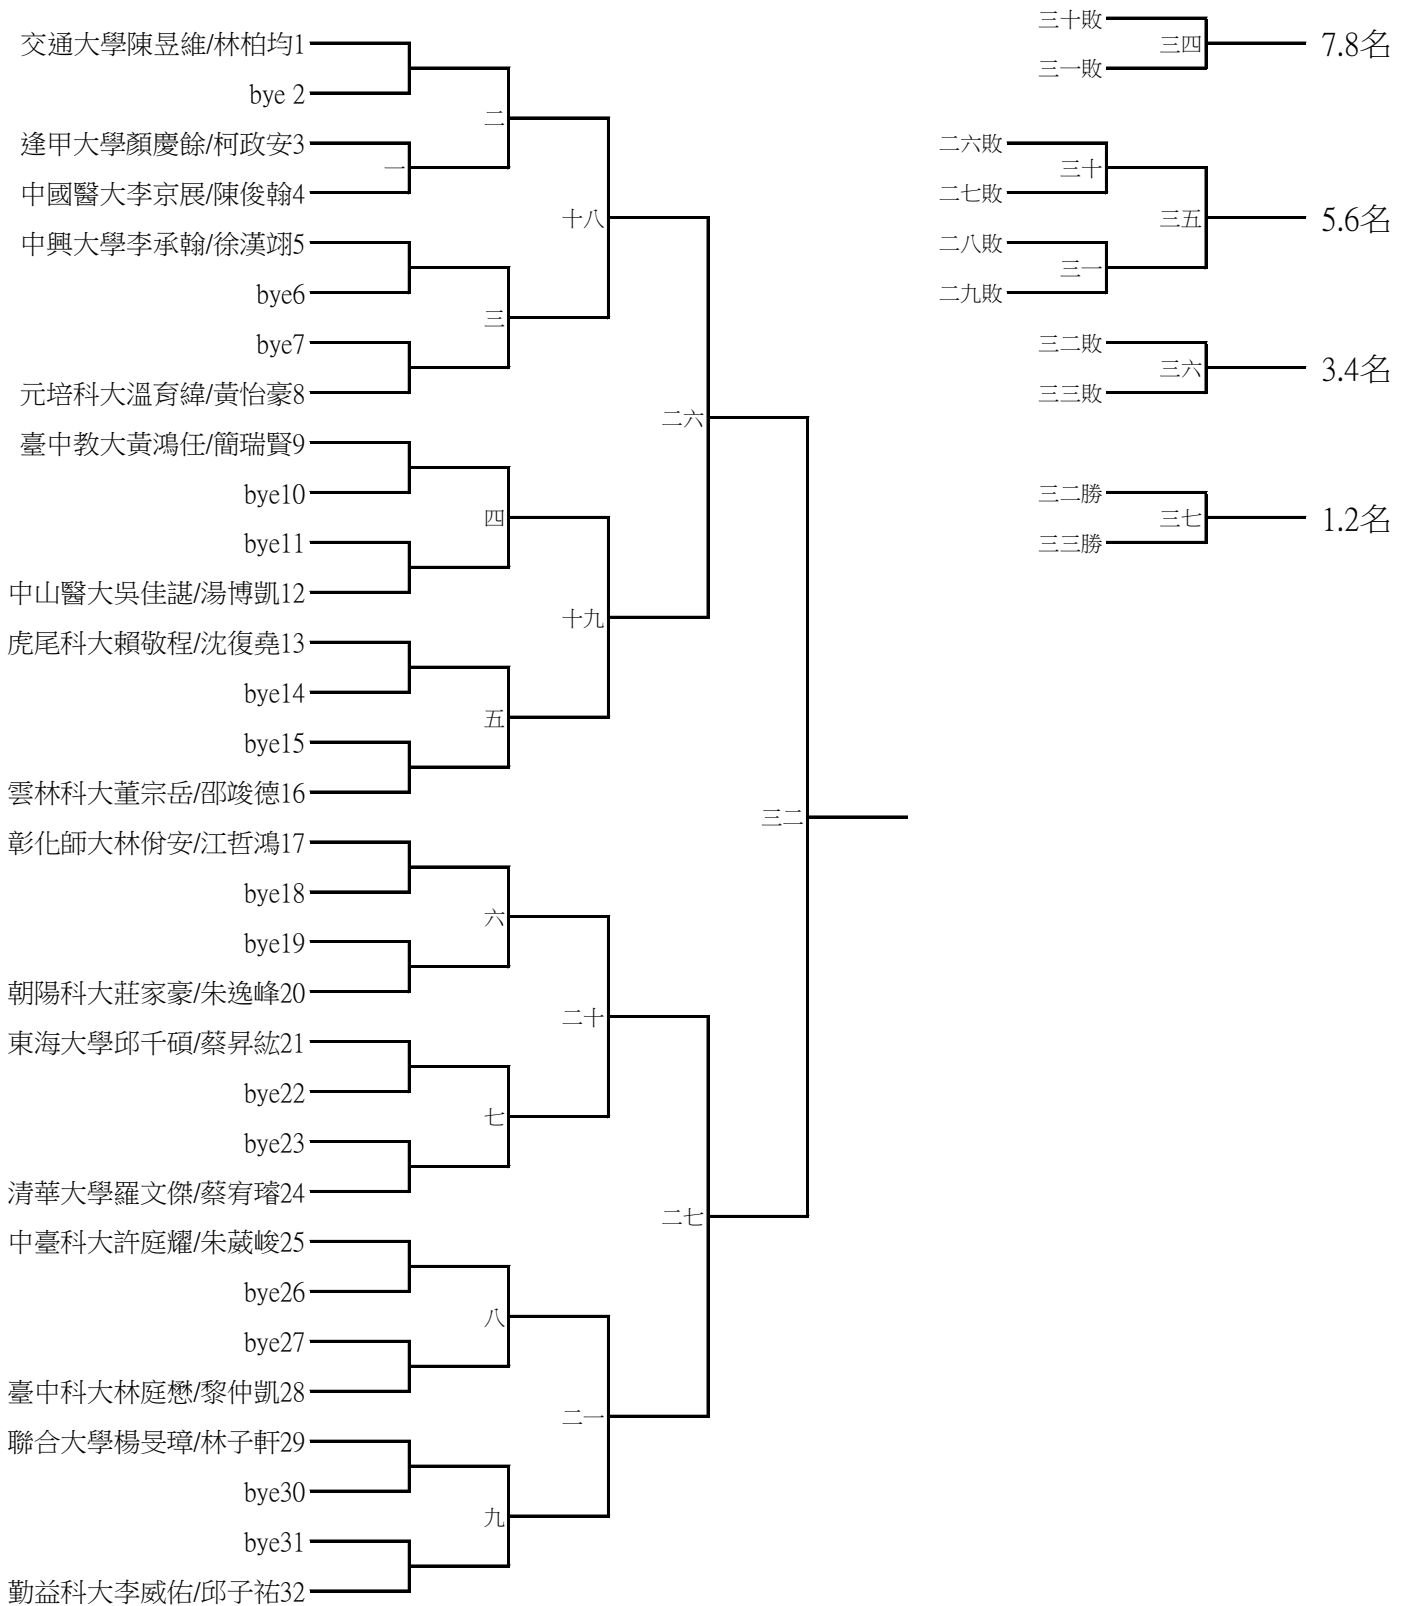 交通大學陳昱維/林柏均1
bye 2
逢甲大學顏慶餘/柯政安3
中國醫大李京展/陳俊翰4
中興大學李承翰/徐漢翊5
bye6
bye7
元培科大溫育緯/黃怡豪8
臺中教大黃鴻任/簡瑞賢9
bye10
bye11
中山醫大吳佳諶/湯博凱12
虎尾科大賴敬程/沈復堯13
bye14
bye15
雲林科大董宗岳/邵竣德16
彰化師大林佾安/江哲鴻17
bye18
bye19
朝陽科大莊家豪/朱逸峰20
東海大學邱千碩/蔡昇紘21
bye22
bye23
清華大學羅文傑/蔡宥璿24
中臺科大許庭耀/朱葳峻25
bye26
bye27
臺中科大林庭懋/黎仲凱28
聯合大學楊旻璋/林子軒29
bye30
bye31
勤益科大李威佑/邱子祐32
一
二
三
四
五
六
七
八
九
十八
十九
二十
二一
二六
二七
三二
三十敗
三四
7.8名
三一敗
二六敗
三十
二七敗
三五
5.6名
二八敗
三一
二九敗
三二敗
三六
3.4名
三三敗
三二勝
三七
1.2名
三三勝